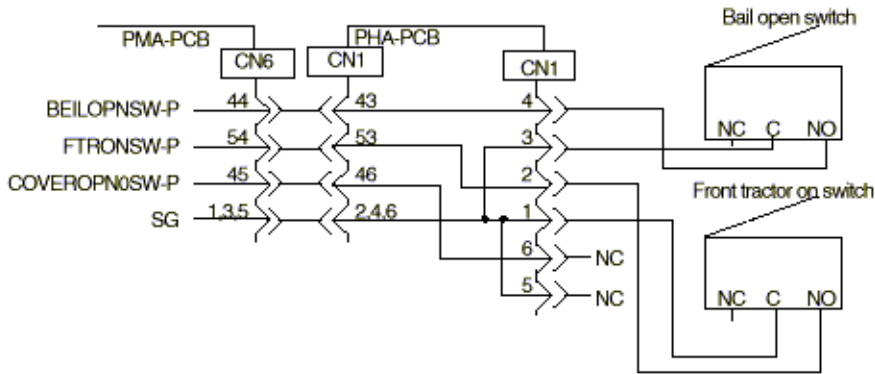 Bail open switch
PMA-PCB
PHA-PCB
CN6
CN1
CN1
NC C NO
BEILOPNSW-P 44 43 4
FTRONSW-P 54 53 3
COVEROPN0SW-P 45 46 2
Front tractor on switch
SG 1,3,5 2,4,6 1
6 NC
5 NC
NC C NO